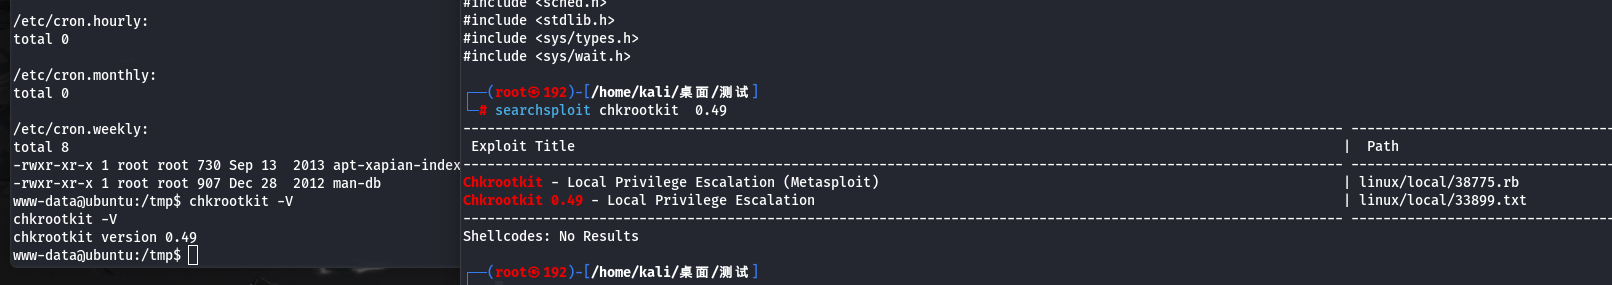 /etc/cron.hourly:
total 0
/etc/cron.monthly:
total 0
/etc/cron.weekly:
total 8
-rwxr-xr-x 1 root root 730 Sep 13  2013 apt-xapian-index
-rwxr-xr-x 1 root root 907 Dec 28  2012 man-db
www-data@ubuntu:/tmp$ chkrootkit -V
chkrootkit -V
chkrootkit version 0.49
www-data@ubuntu:/tmp$
#include <sched.h>
#include <stdlib.h>
#include <sys/types.h>
#include <sys/wait.h>
┌──(root㉿192)-[/home/kali/桌面/测试]
└─# searchsploit chkrootkit  0.49
Exploit Title | Path
Chkrootkit - Local Privilege Escalation (Metasploit) | linux/local/38775.rb
Chkrootkit 0.49 - Local Privilege Escalation | linux/local/33899.txt
Shellcodes: No Results
┌──(root㉿192)-[/home/kali/桌面/测试]